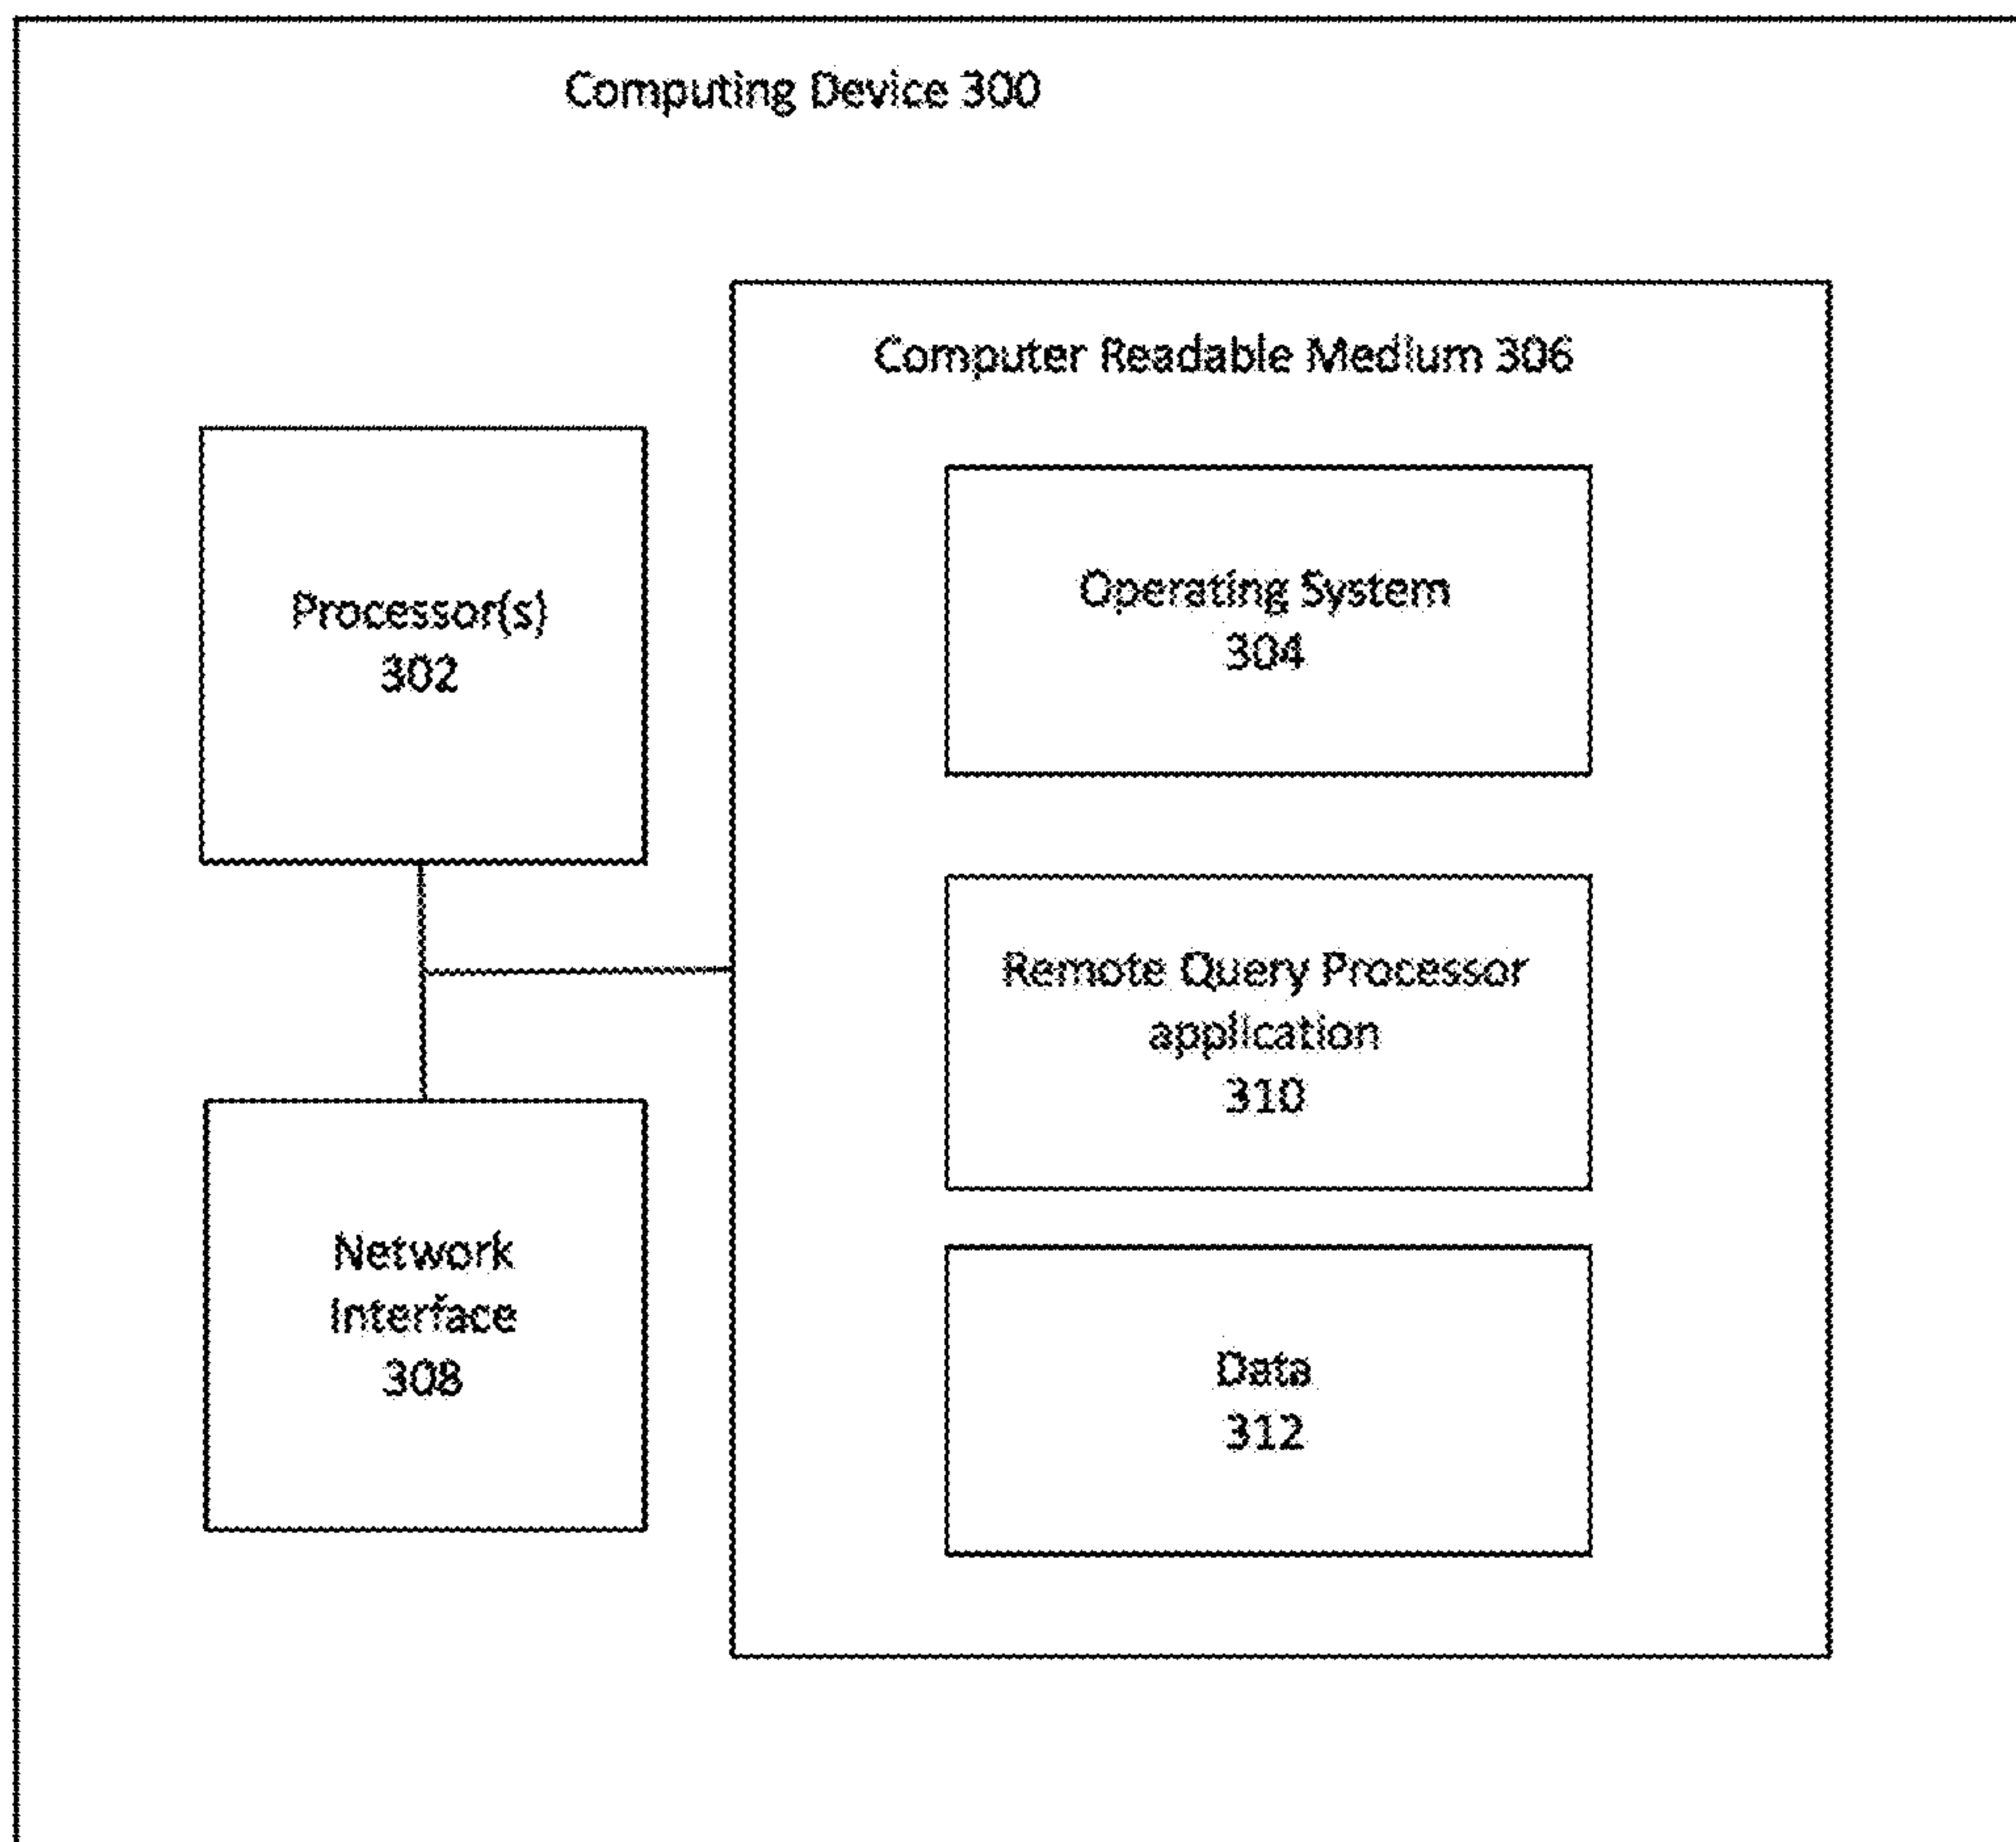 Computing Device 300
Computer Readable Medium 306
Processor(s)
302
Operating System
304
Remote Query Processor
application
310
Network
Interface
308
Data
312